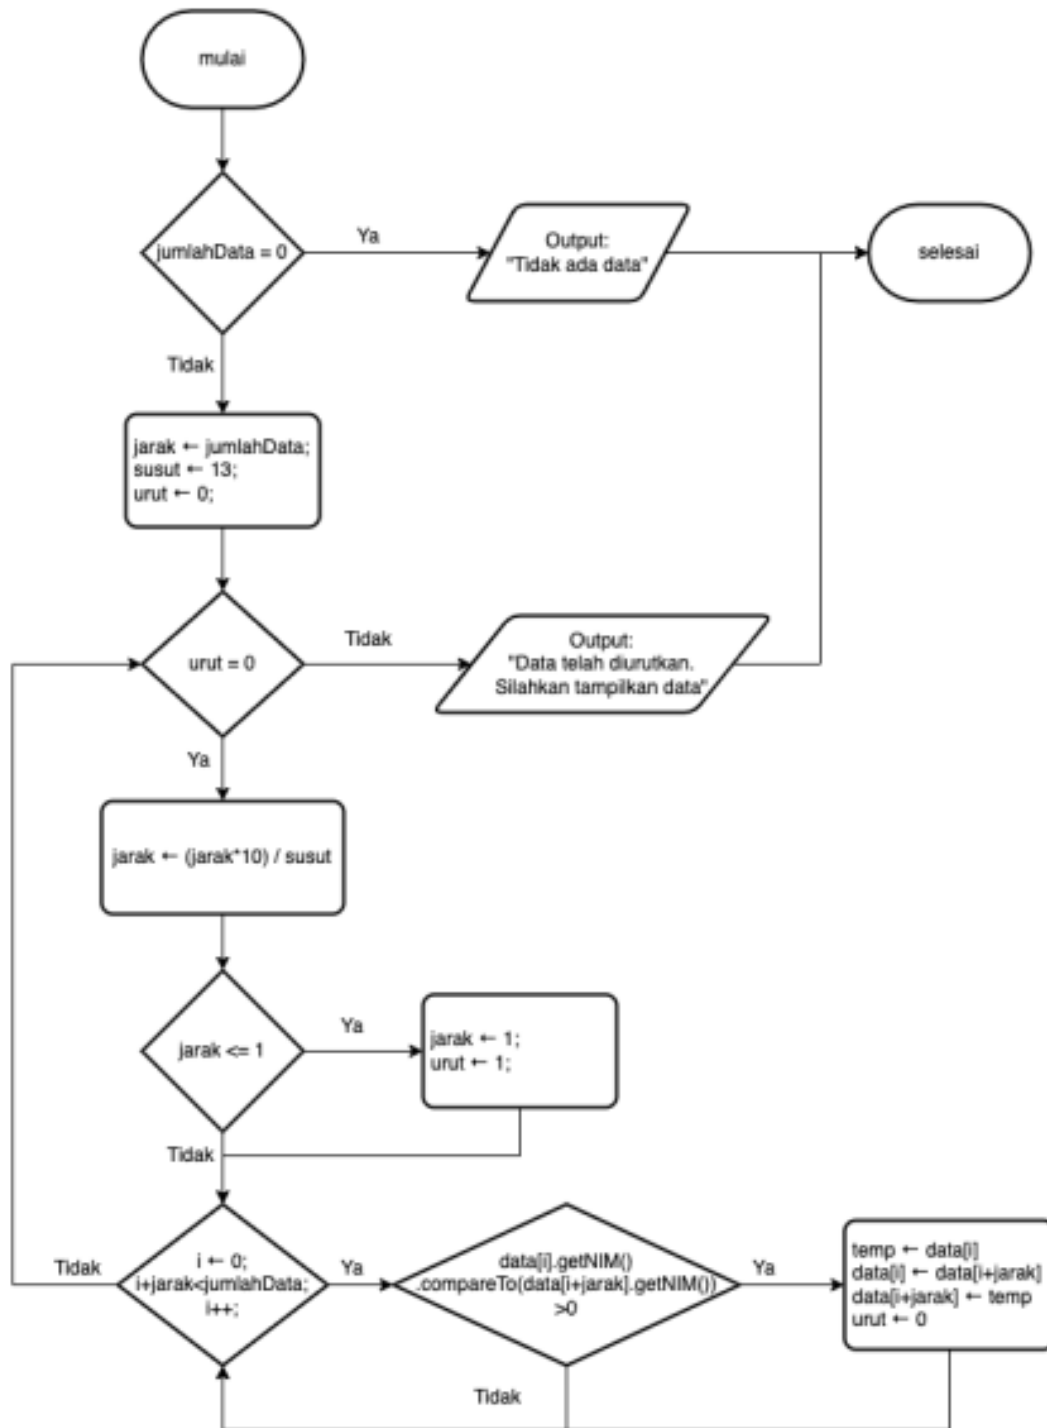 mulai
jumlahData = 0
Ya
Output:
"Tidak ada data"
selesai
Tidak
jarak ← jumlahData;
susut ← 13;
urut ← 0;
urut = 0
Tidak
Output:
"Data telah diurutkan.
Silahkan tampilkan data"
Ya
jarak ← (jarak*10) / susut
jarak <= 1
Ya
jarak ← 1;
urut ← 1;
Tidak
i ← 0;
i+jarak<jumlahData;
i++;
Tidak
Ya
data[i].getNIM()
.compareTo(data[i+jarak].getNIM())
>0
Ya
temp ← data[i]
data[i] ← data[i+jarak]
data[i+jarak] ← temp
urut ← 0
Tidak